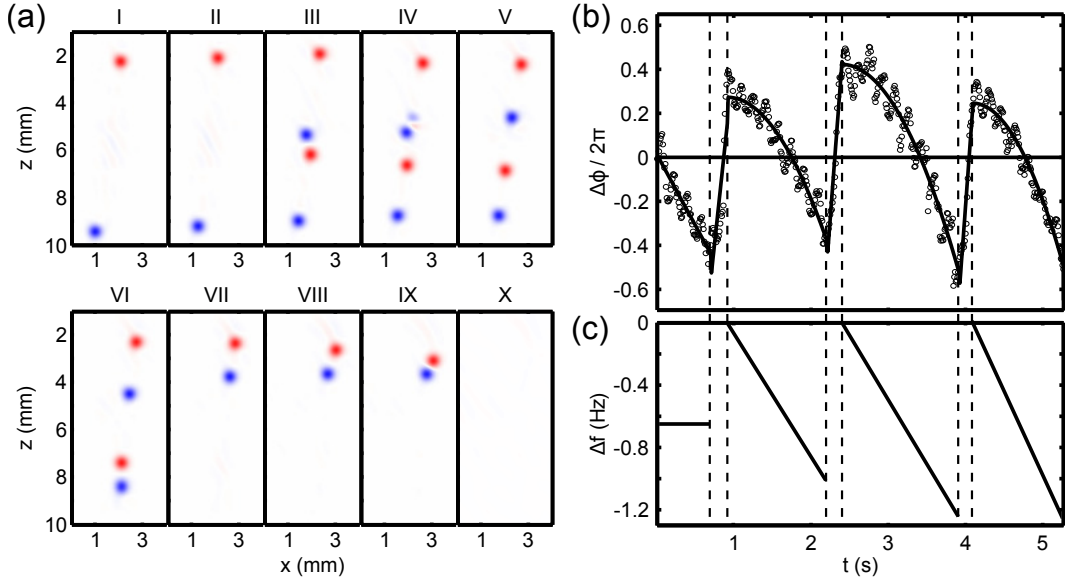 (a)
I II III IV V
2
4
6
8
10
z (mm)
1 3 1 3 1 3 1 3 1 3
VI VII VIII IX X
2
4
6
8
10
z (mm)
1 3 1 3 1 3 1 3 1 3
x (mm)
(b)
0.6
0.4
0.2
0
-0.2
-0.4
-0.6
Δϕ / 2π
(c)
0
-0.4
-0.8
-1.2
Δf (Hz)
1 2 3 4 5
t (s)